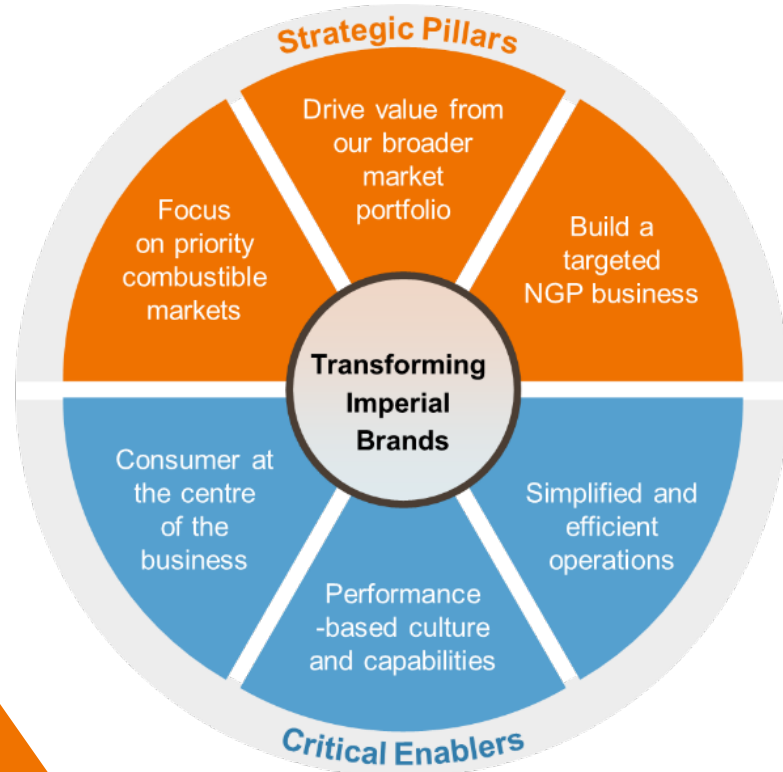 Strategic Pillars
Drive value from
our broader
market
portfolio
Focus
on priority
combustible
markets
Build a
targeted
NGP business
Transforming
Imperial
Brands
Consumer at
the centre
of the
business
Simplified and
efficient
operations
Performance
-based culture
and capabilities
Critical Enablers